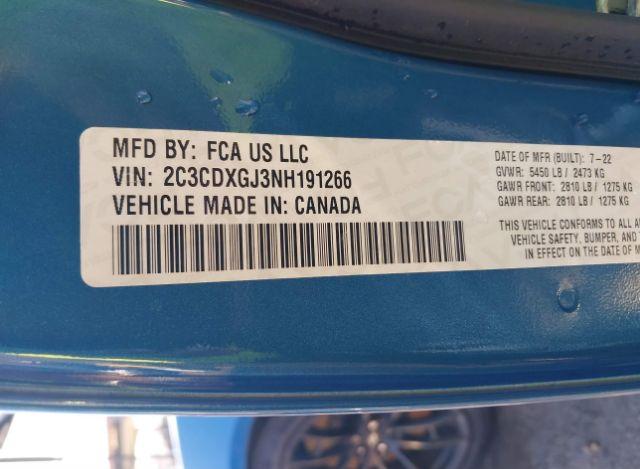 MFD BY: FCA US LLC
VIN: 2C3CDXGJ3NH191266
VEHICLE MADE IN: CANADA
DATE OF MFR (BUILT): 7-22
GVWR: 5450 LB / 2473 KG
GAWR FRONT: 2810 LB / 1275 KG
GAWR REAR: 2810 LB / 1275 KG
THIS VEHICLE CONFORMS TO ALL A
VEHICLE SAFETY, BUMPER, AND
IN EFFECT ON THE DATE OF M